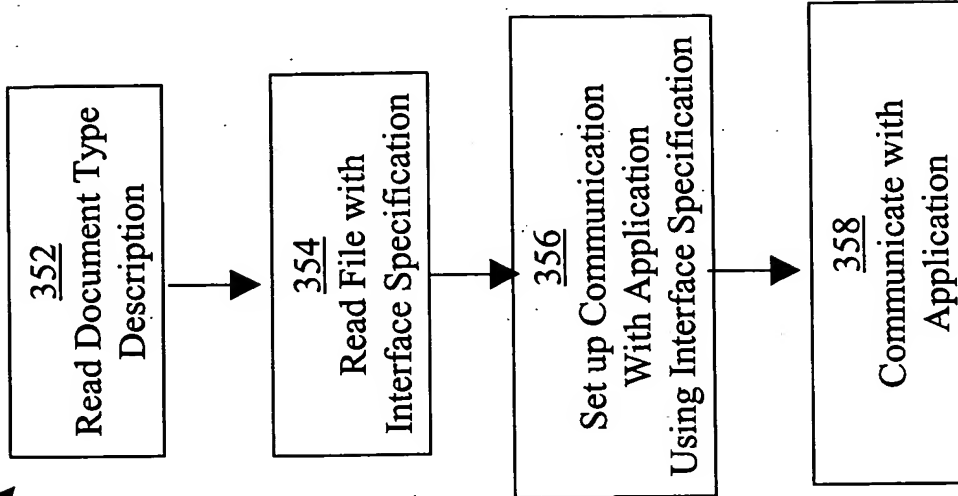 352
Read Document Type
Description
354
Read File with
Interface Specification
356
Set up Communication
With Application
Using Interface Specification
358
Communicate with
Application